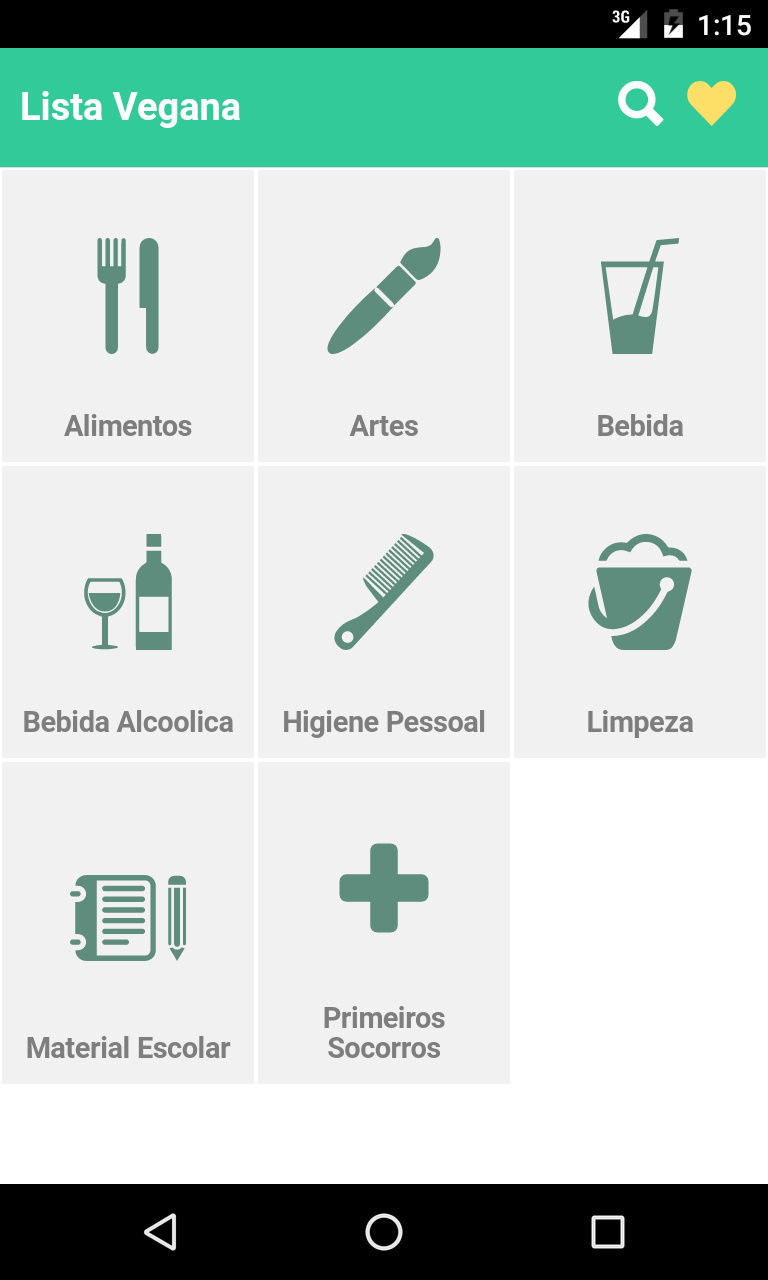 3G 1:15
Lista Vegana
Alimentos
Artes
Bebida
Bebida Alcoolica
Higiene Pessoal
Limpeza
Material Escolar
Primeiros
Socorros